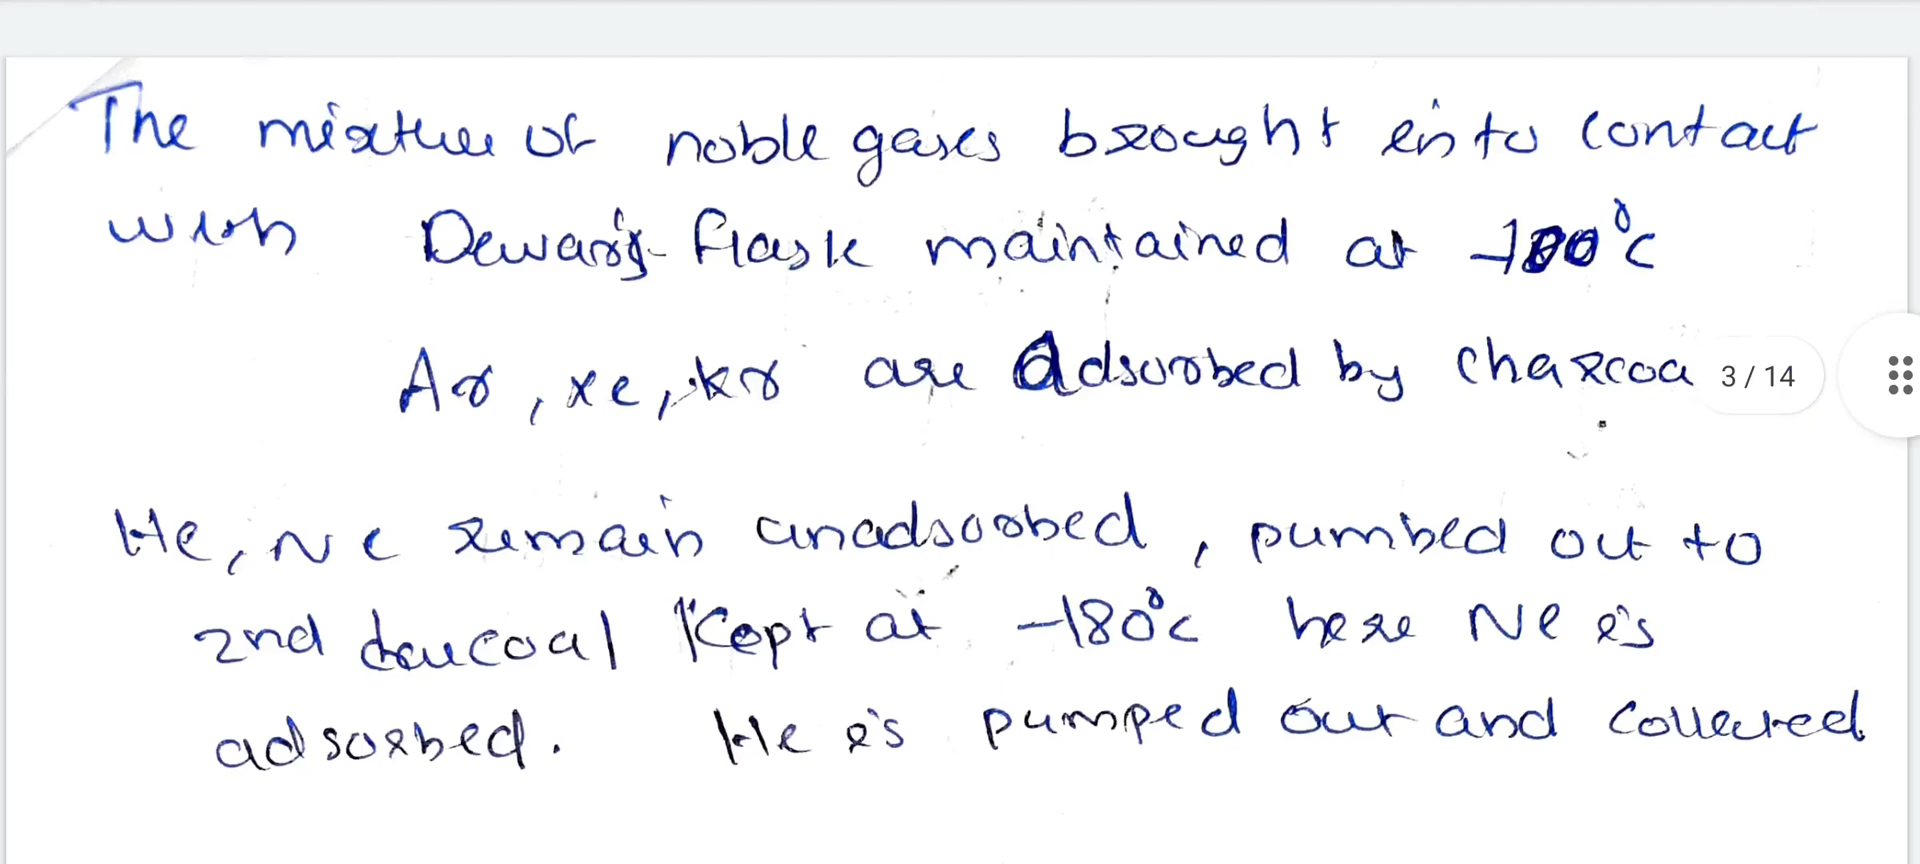 The mixture of noble gases brought into contact
with Dewar's flask maintained at -100°C
Ar, xe, kr are Adsorbed by charcoa
3 / 14
He, Ne remain unadsorbed, pumbed out to
2nd charcoal Kept at -180°C here Ne is
adsorbed. He is pumped out and collected